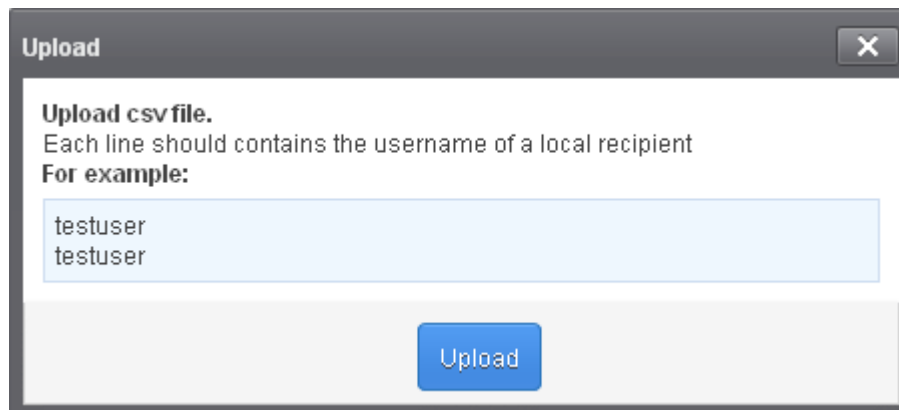 Upload
Upload csv file.
Each line should contains the username of a local recipient
For example:
testuser
testuser
Upload